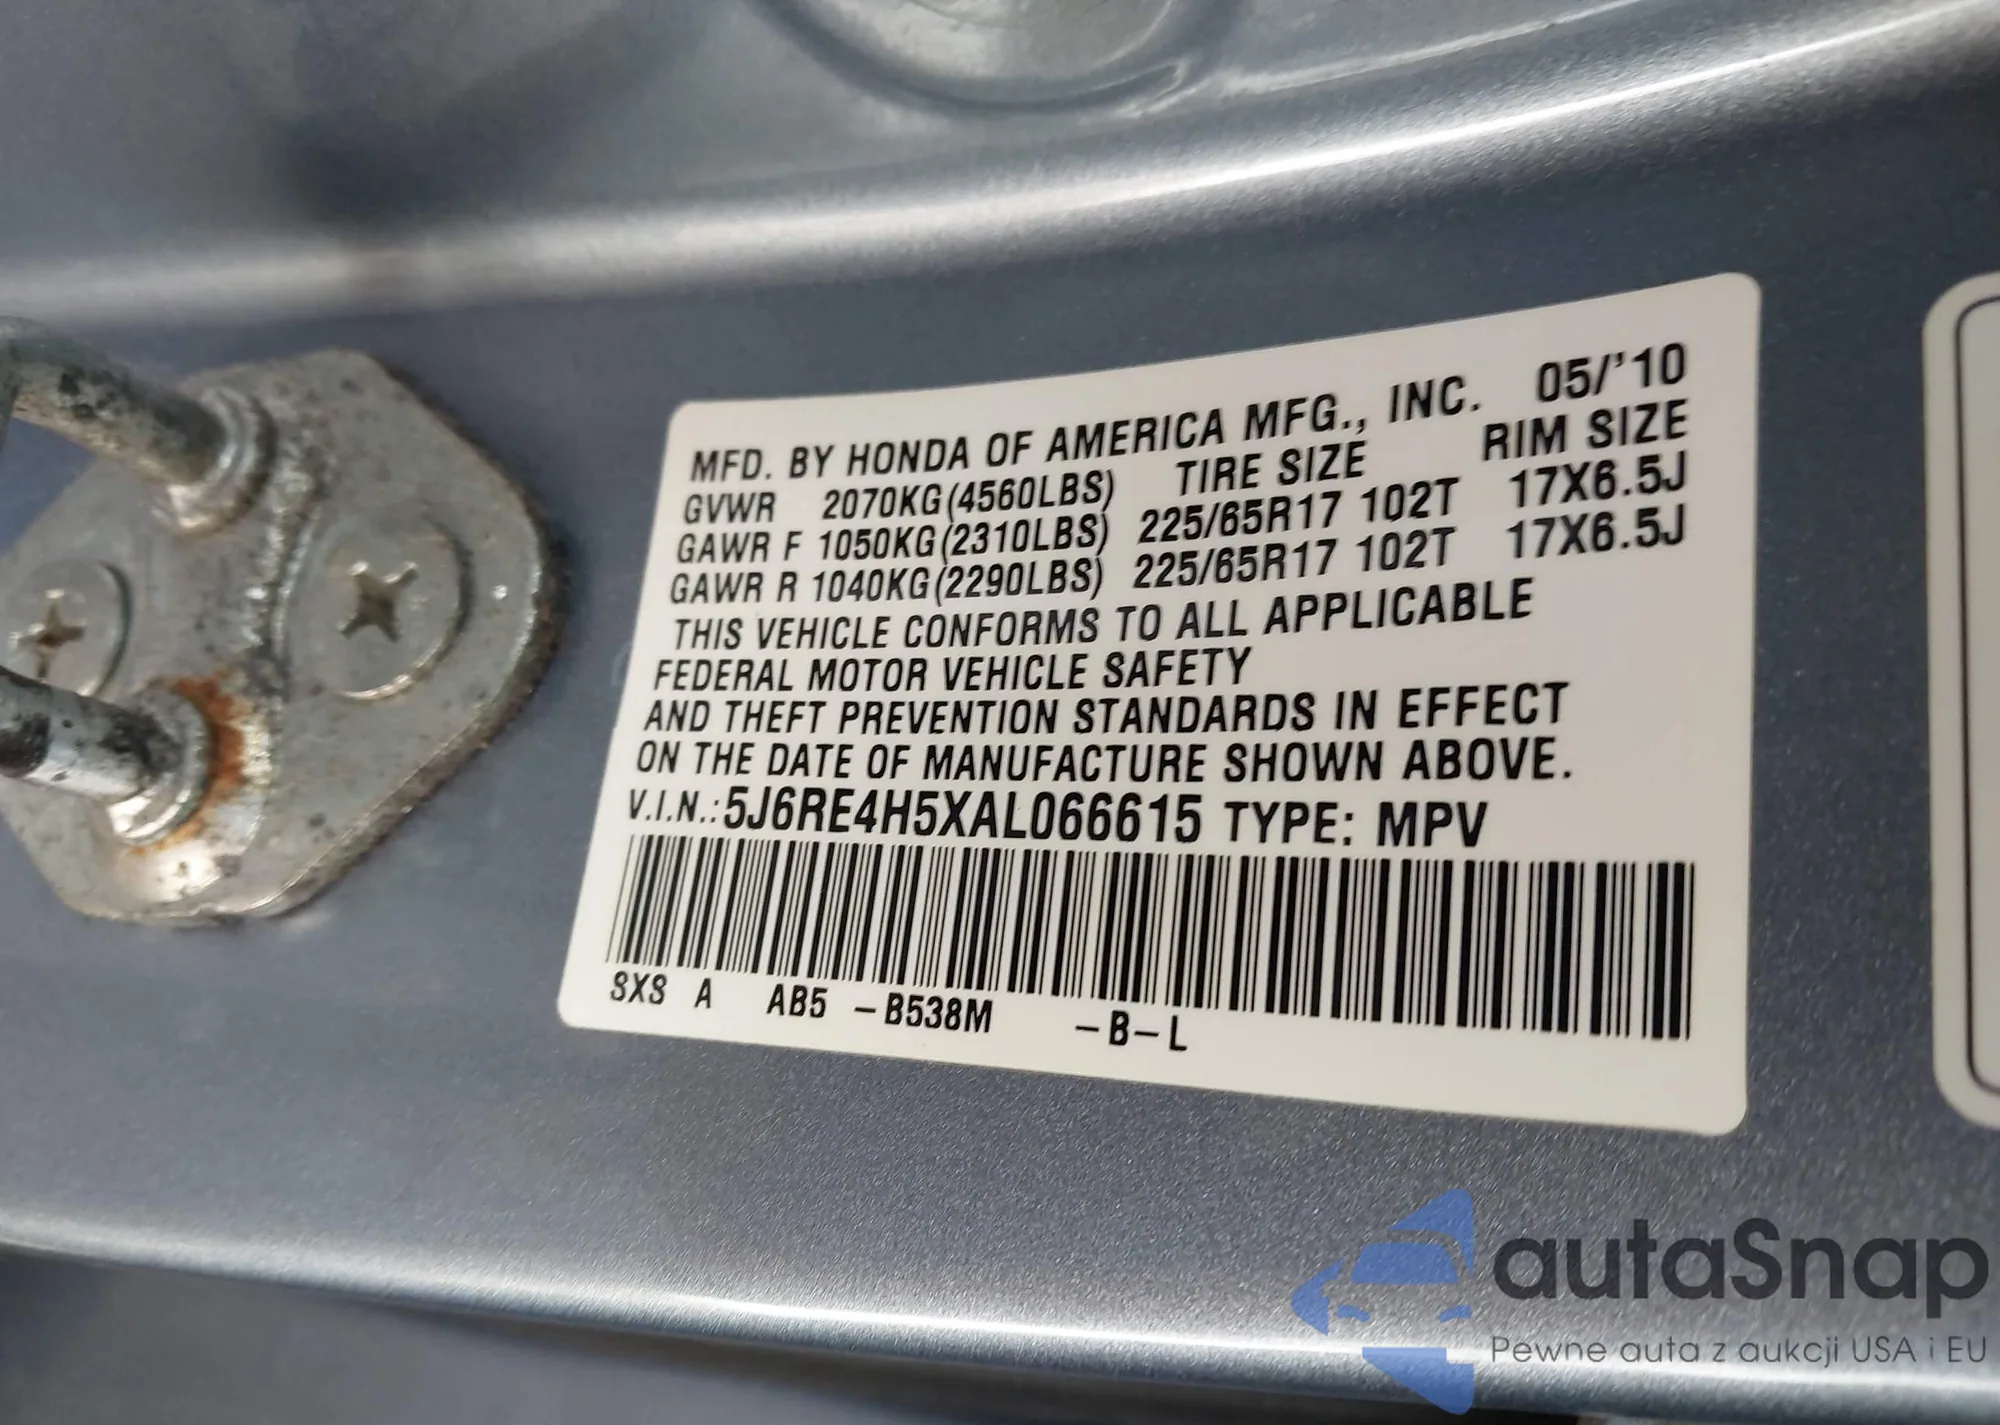 MFD. BY HONDA OF AMERICA MFG., INC. 05/'10
GVWR 2070KG(4560LBS) TIRE SIZE RIM SIZE
GAWR F 1050KG(2310LBS) 225/65R17 102T 17X6.5J
GAWR R 1040KG(2290LBS) 225/65R17 102T 17X6.5J
THIS VEHICLE CONFORMS TO ALL APPLICABLE
FEDERAL MOTOR VEHICLE SAFETY
AND THEFT PREVENTION STANDARDS IN EFFECT
ON THE DATE OF MANUFACTURE SHOWN ABOVE.
V.I.N.:5J6RE4H5XAL066615 TYPE: MPV
SXS A AB5 -B538M -B-L
autaSnap
Pewne auta z aukcji USA i EU